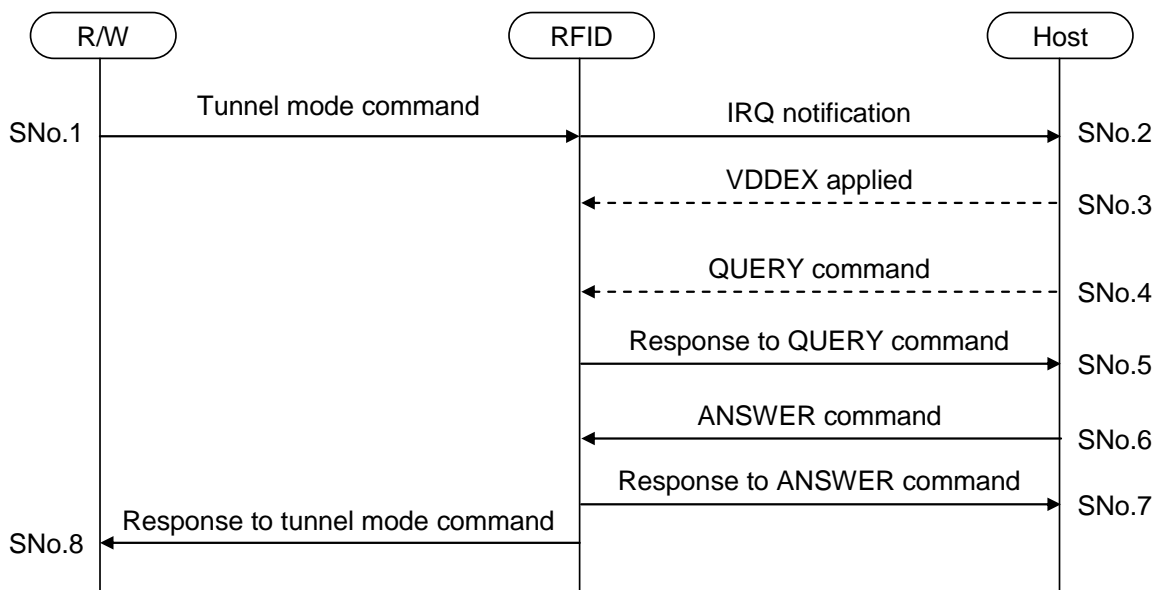 R/W
RFID
Host
Tunnel mode command
IRQ notification
SNo.1
SNo.2
VDDEX applied
SNo.3
QUERY command
SNo.4
Response to QUERY command
SNo.5
ANSWER command
SNo.6
Response to ANSWER command
SNo.7
Response to tunnel mode command
SNo.8